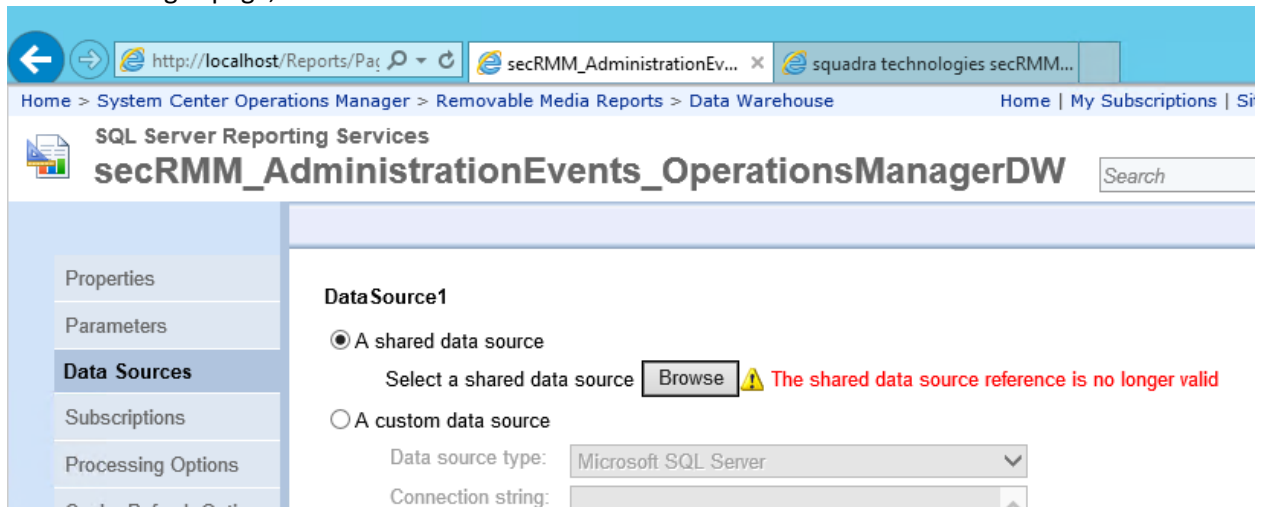 http://localhost/Reports/Pag
secRMM_AdministrationEv...
squadra technologies secRMM...
Home > System Center Operations Manager > Removable Media Reports > Data Warehouse
Home | My Subscriptions |
SQL Server Reporting Services
secRMM_AdministrationEvents_OperationsManagerDW
Search
Properties
Parameters
Data Sources
Subscriptions
Processing Options
DataSource1
A shared data source
Select a shared data source Browse The shared data source reference is no longer valid
A custom data source
Data source type: Microsoft SQL Server
Connection string: